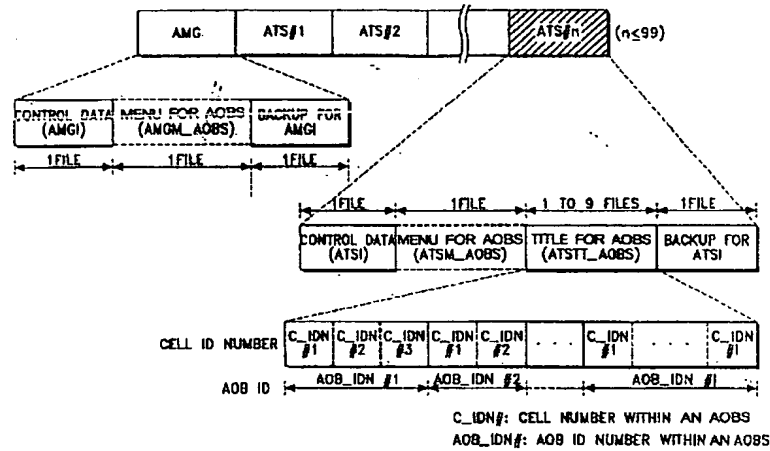 AMG ATS#1 ATS#2 ATS#n (n≤99)
CONTROL DATA (AMGI) MENU FOR AOBS (AMGM_AOBS) BACKUP FOR AMGI
1FILE 1FILE 1FILE
1FILE 1FILE 1 TO 9 FILES 1FILE
CONTROL DATA (ATSI) MENU FOR AOBS (ATSM_AOBS) TITLE FOR AOBS (ATSTT_AOBS) BACKUP FOR ATSI
CELL ID NUMBER C_IDN #1 C_IDN #2 C_IDN #3 C_IDN #1 C_IDN #2 ... C_IDN #1 ... C_IDN #I
AOB ID AOB_IDN #1 AOB_IDN #2 AOB_IDN #I
C_IDN#: CELL NUMBER WITHIN AN AOBS
AOB_IDN#: AOB ID NUMBER WITHIN AN AOBS